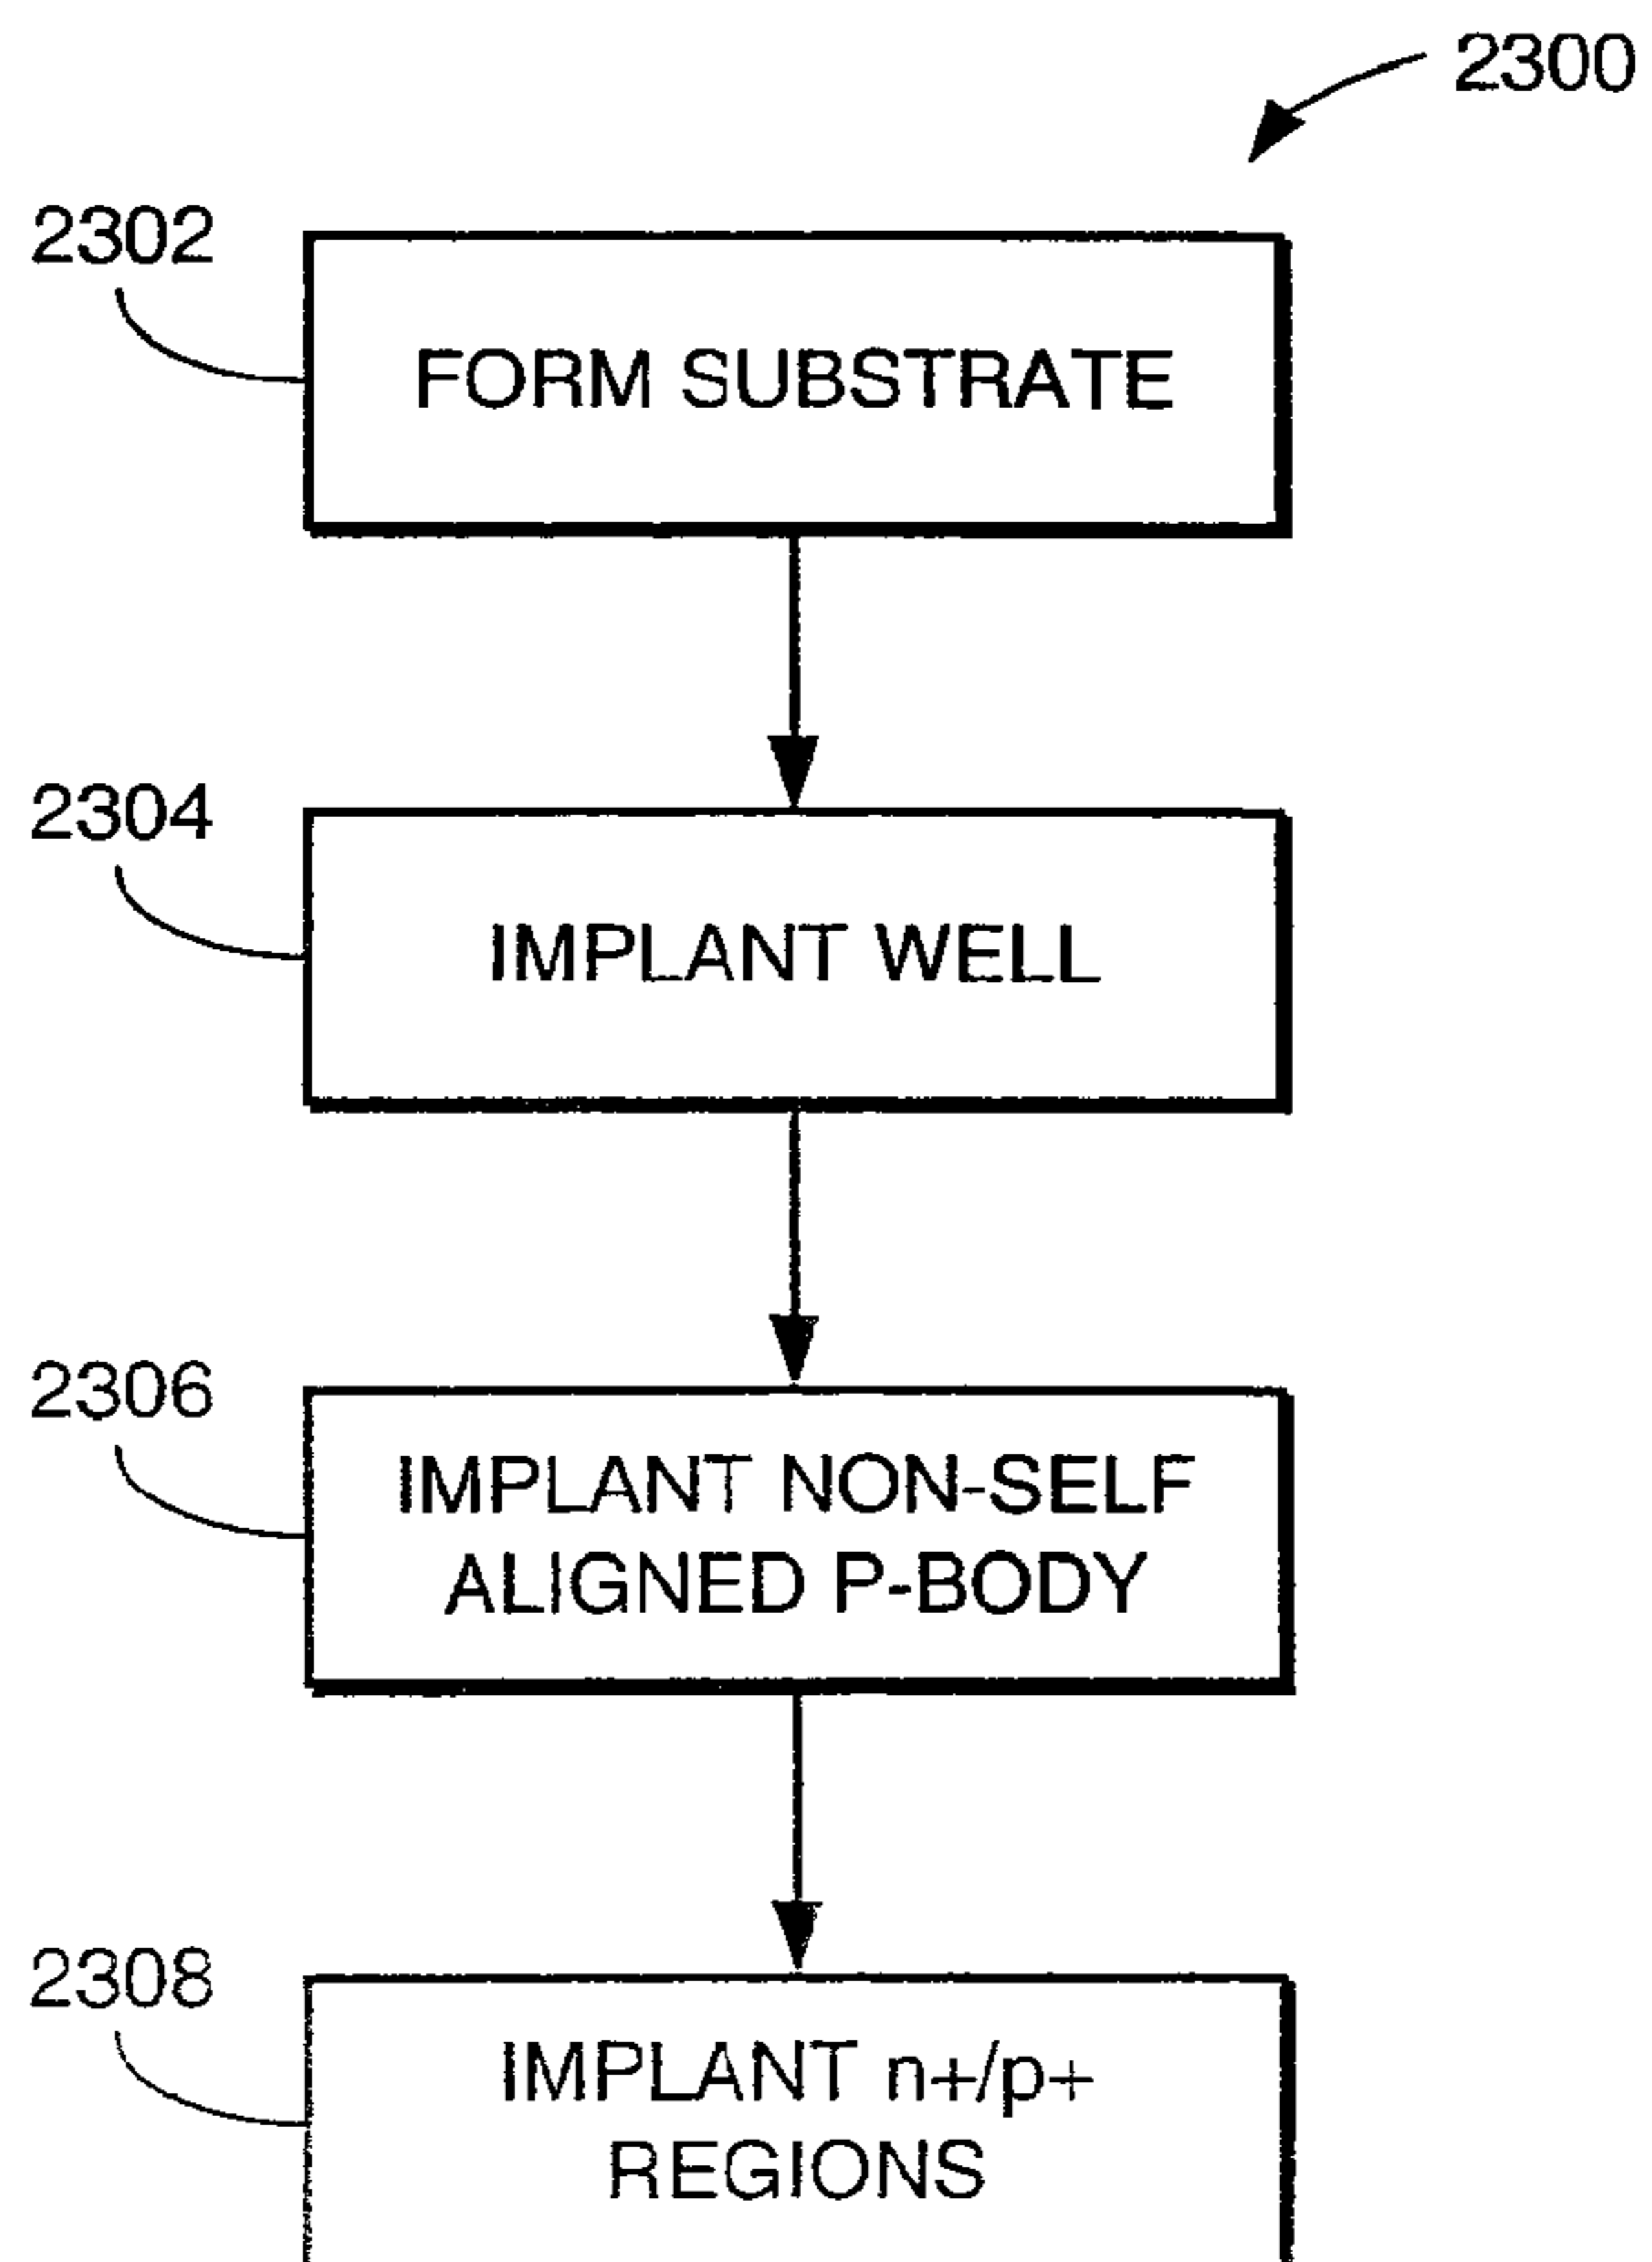 2300
2302
FORM SUBSTRATE
2304
IMPLANT WELL
2306
IMPLANT NON-SELF
ALIGNED P-BODY
2308
IMPLANT n+/p+
REGIONS